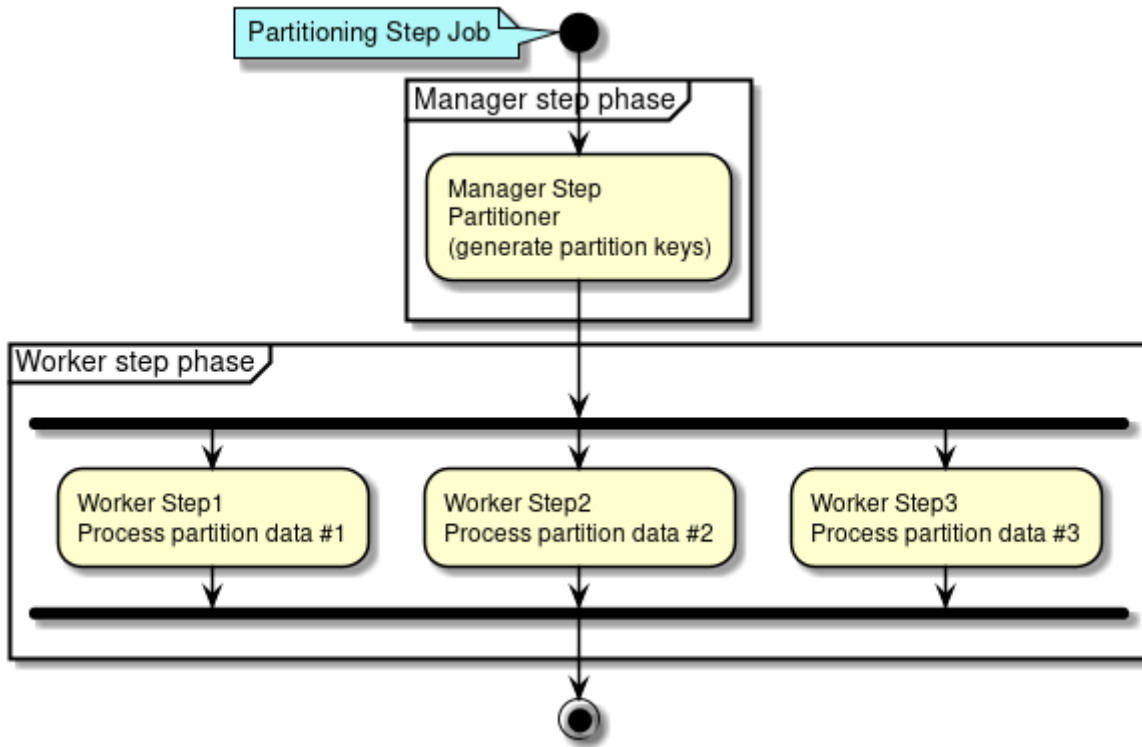 Partitioning Step Job
Manager step phase
Manager Step
Partitioner
(generate partition keys)
Worker step phase
Worker Step1
Process partition data #1
Worker Step2
Process partition data #2
Worker Step3
Process partition data #3